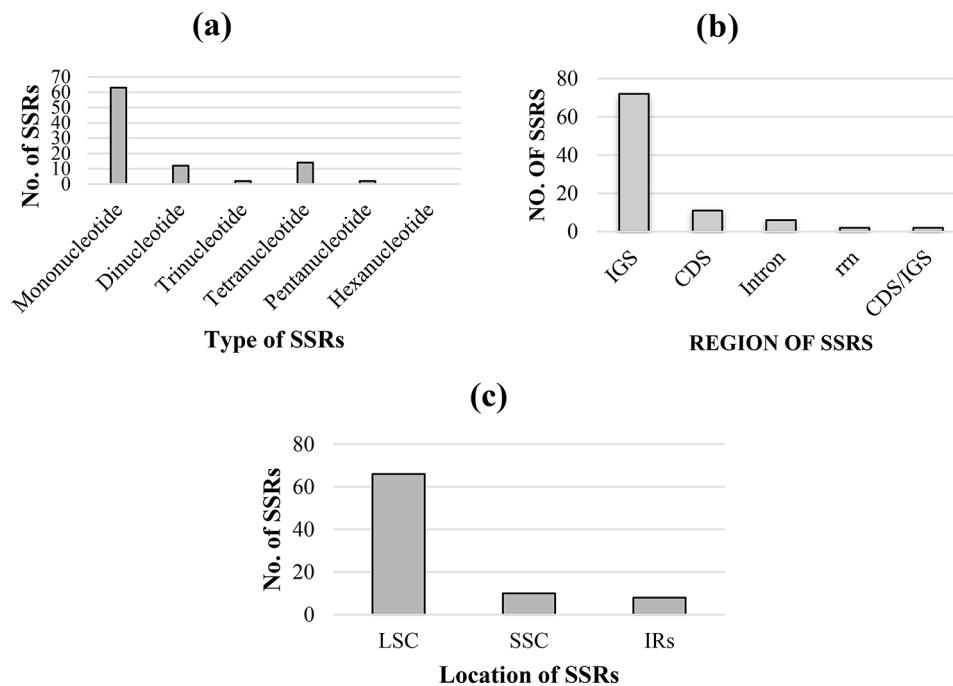 (a)
No. of SSRs
70
60
50
40
30
20
10
0
Mononucleotide
Dinucleotide
Trinucleotide
Tetranucleotide
Pentanucleotide
Hexanucleotide
Type of SSRs
(b)
NO. OF SSRS
80
60
40
20
0
IGS
CDS
Intron
rrn
CDS/IGS
REGION OF SSRS
(c)
No. of SSRs
80
60
40
20
0
LSC
SSC
IRs
Location of SSRs